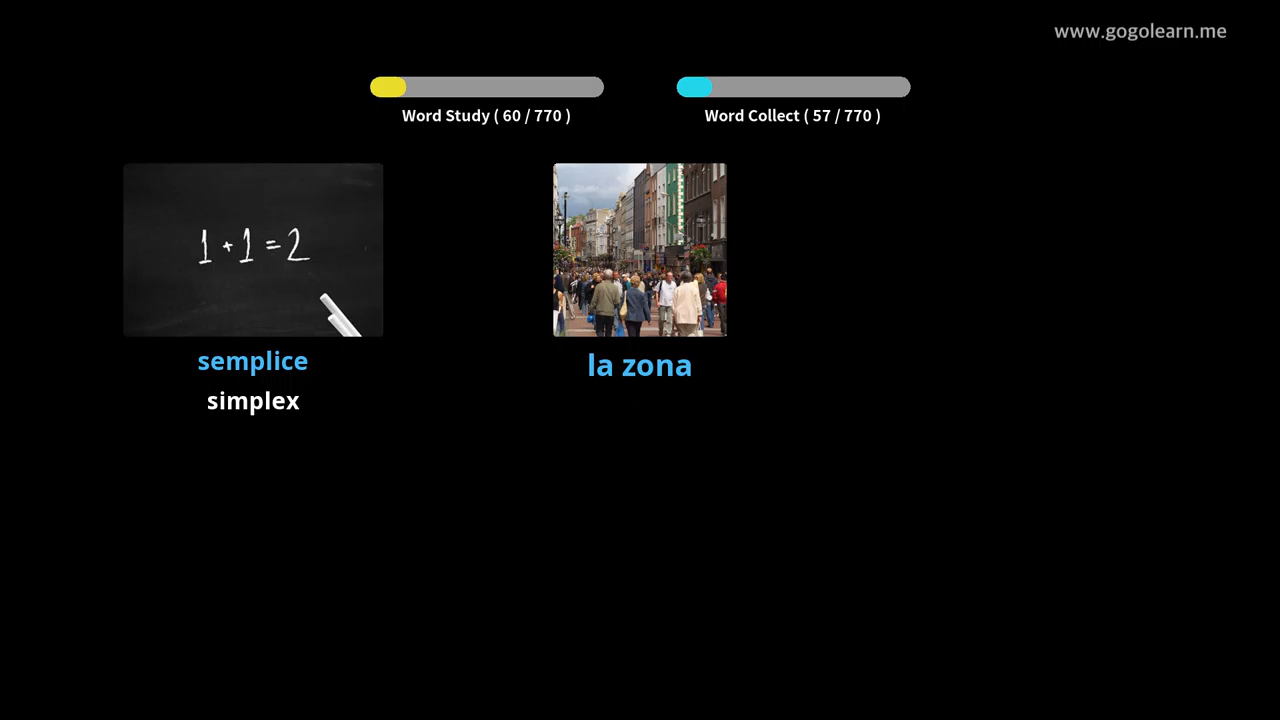 www.gogolearn.me
Word Study ( 60 / 770 )
Word Collect ( 57 / 770 )
1 + 1 = 2
semplice
simplex
la zona